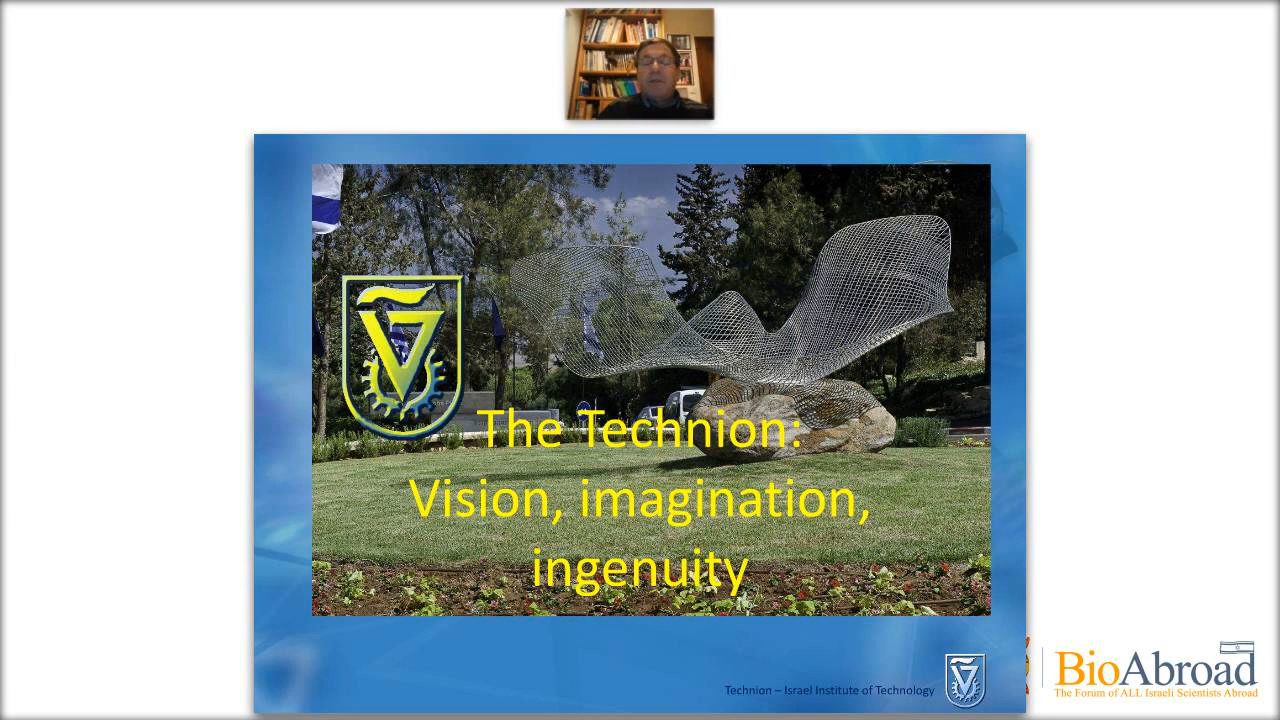 The Technion:
Vision, imagination,
ingenuity
Technion – Israel Institute of Technology
BioAbroad
The Forum of ALL Israeli Scientists Abroad